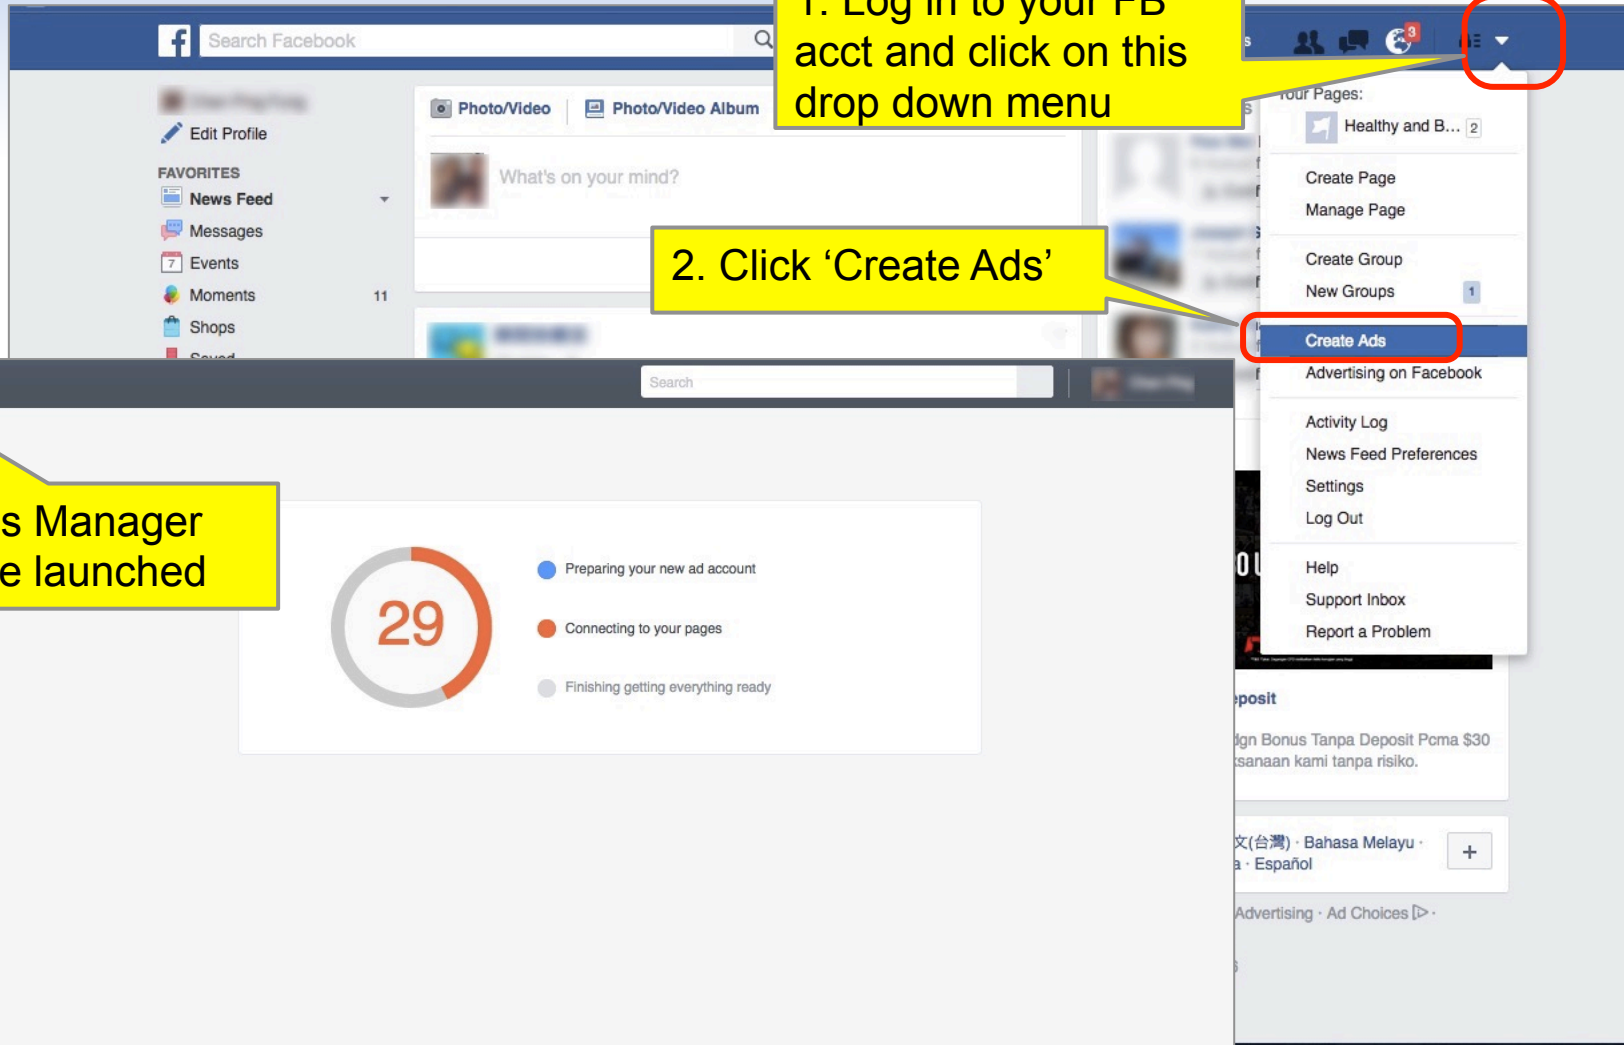 1. Log in to your FB
acct and click on this
drop down menu
f
Search Facebook
s
3
Edit Profile
FAVORITES
News Feed
Messages
7
Events
Moments
11
Shops
Saved
Photo/Video
Photo/Video Album
What's on your mind?
2. Click ‘Create Ads’
Your Pages:
Healthy and B...
2
Create Page
Manage Page
Create Group
New Groups
1
Create Ads
Advertising on Facebook
Activity Log
News Feed Preferences
Settings
Log Out
Help
Support Inbox
Report a Problem
Search
s Manager
e launched
29
Preparing your new ad account
Connecting to your pages
Finishing getting everything ready
eposit
dgn Bonus Tanpa Deposit Pcma $30
ksanaan kami tanpa risiko.
文(台灣) · Bahasa Melayu ·
a · Español
+
Advertising · Ad Choices